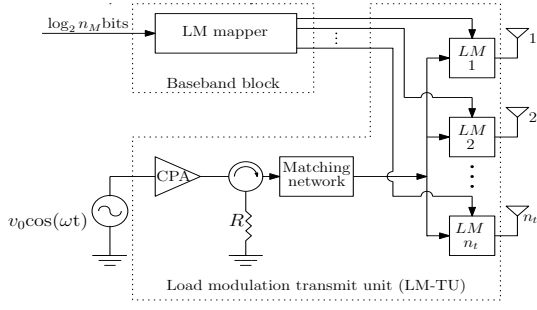 log₂ n_M bits
LM mapper
Baseband block
LM
1
1
LM
2
2
CPA
Matching
network
v₀cos(ωt)
R
LM
n_t
n_t
Load modulation transmit unit (LM-TU)